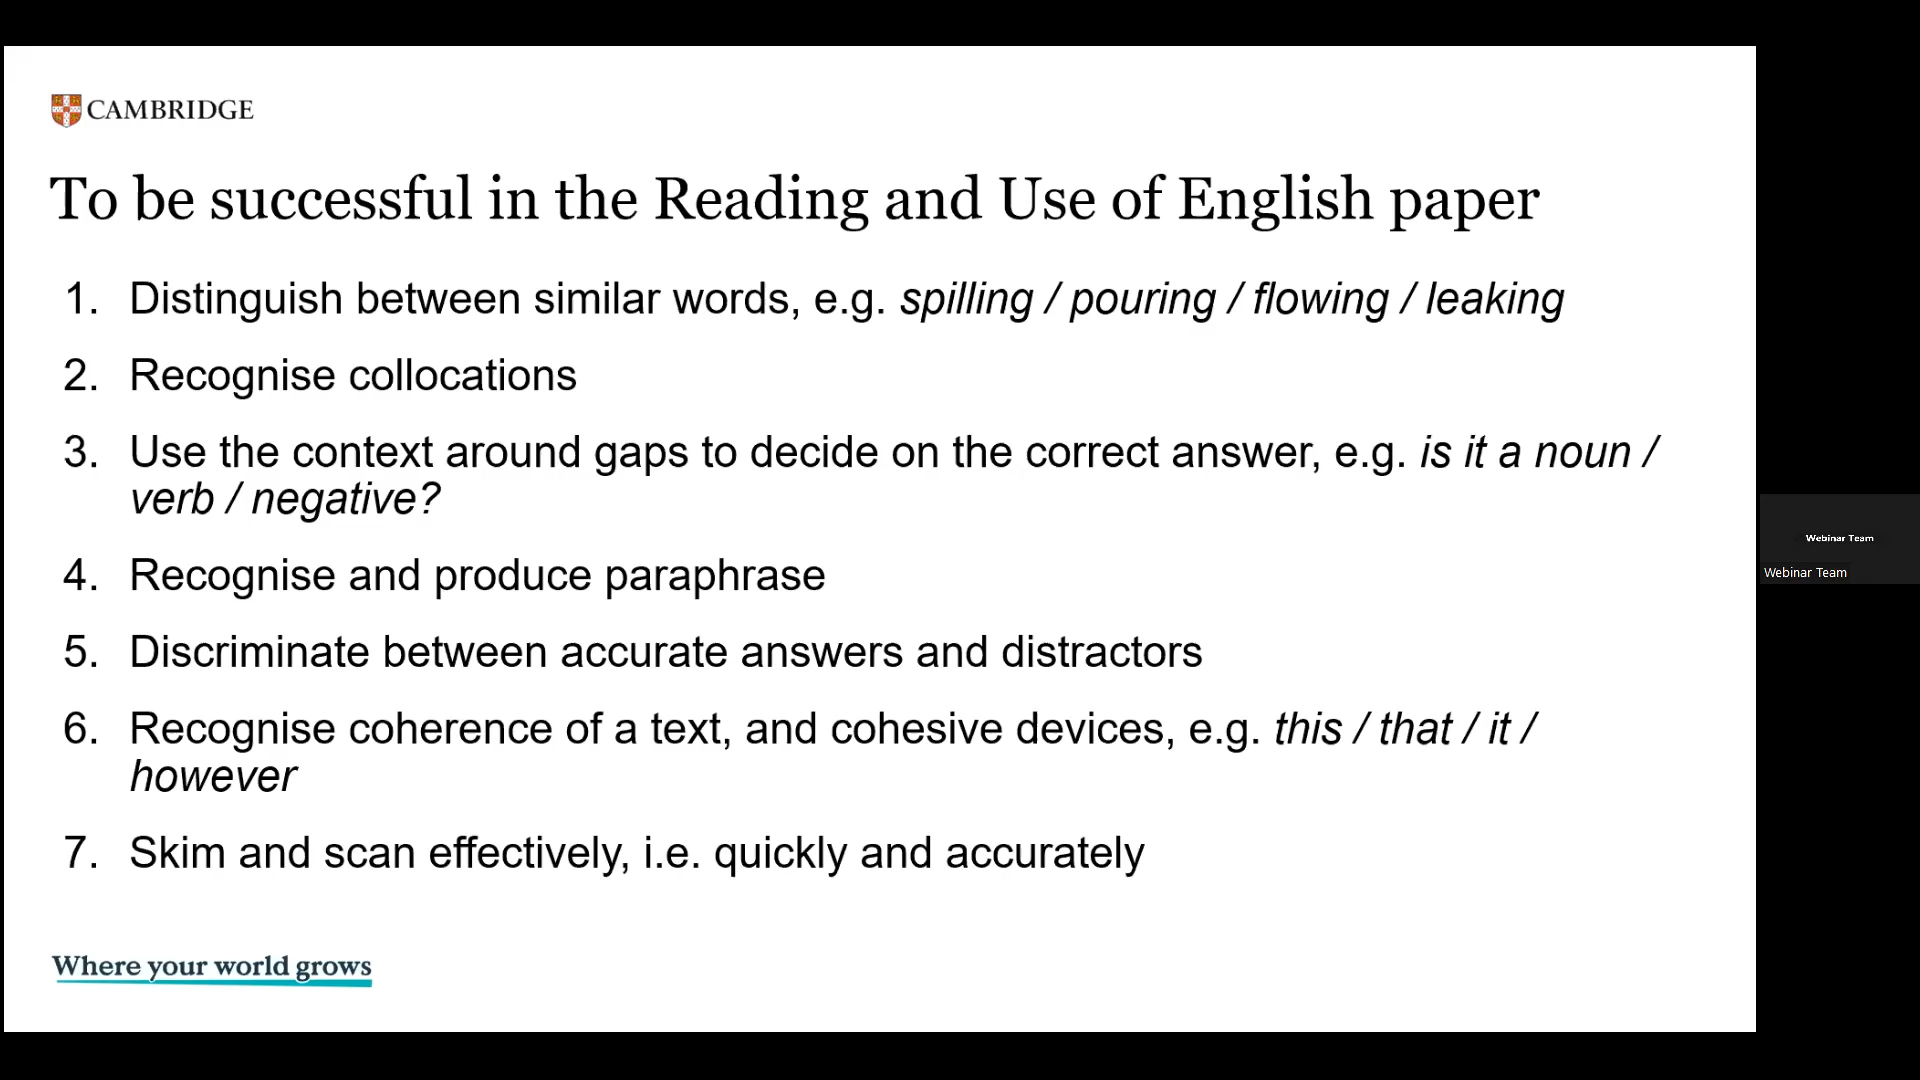 CAMBRIDGE
To be successful in the Reading and Use of English paper
1. Distinguish between similar words, e.g. spilling / pouring / flowing / leaking
2. Recognise collocations
3. Use the context around gaps to decide on the correct answer, e.g. is it a noun /
verb / negative?
4. Recognise and produce paraphrase
5. Discriminate between accurate answers and distractors
6. Recognise coherence of a text, and cohesive devices, e.g. this / that / it /
however
7. Skim and scan effectively, i.e. quickly and accurately
Where your world grows
Webinar Team
Webinar Team